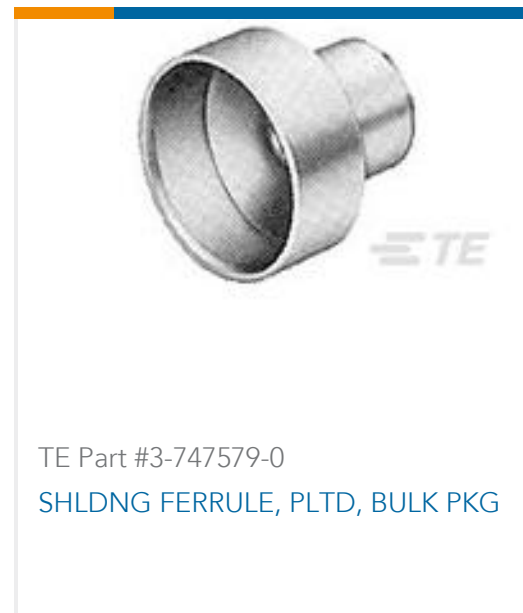 TE
TE Part #3-747579-0
SHLDNG FERRULE, PLTD, BULK PKG